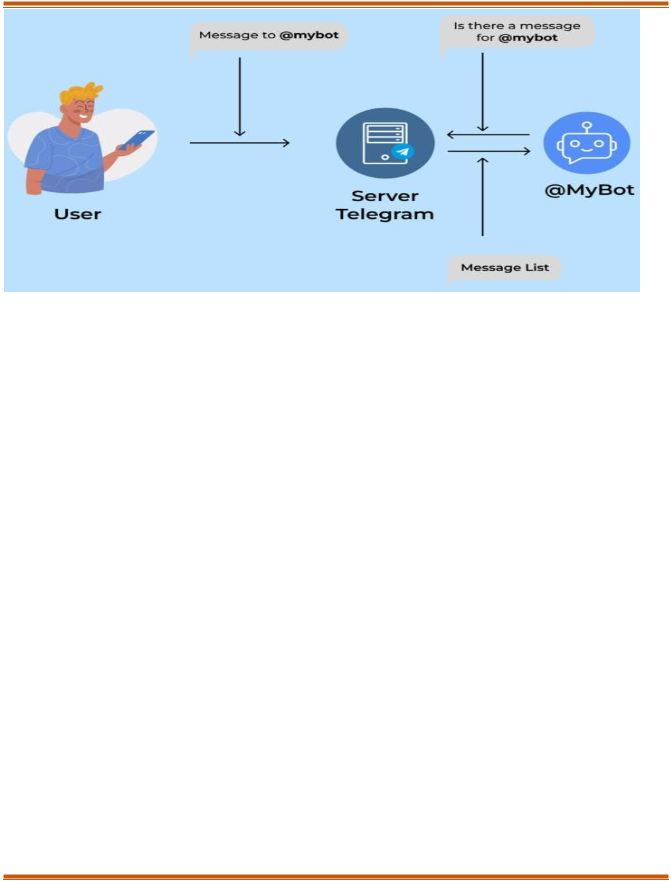 Message to @mybot
Is there a message
for @mybot
User
Server
Telegram
@MyBot
Message List